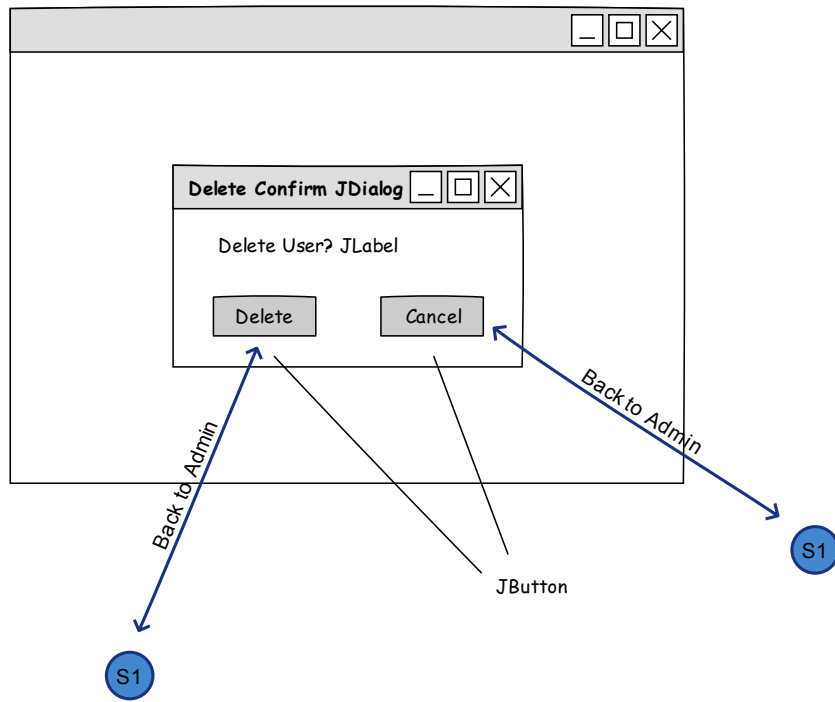 Delete Confirm JDialog
Delete User? JLabel
Delete
Cancel
Back to Admin
Back to Admin
S1
JButton
S1